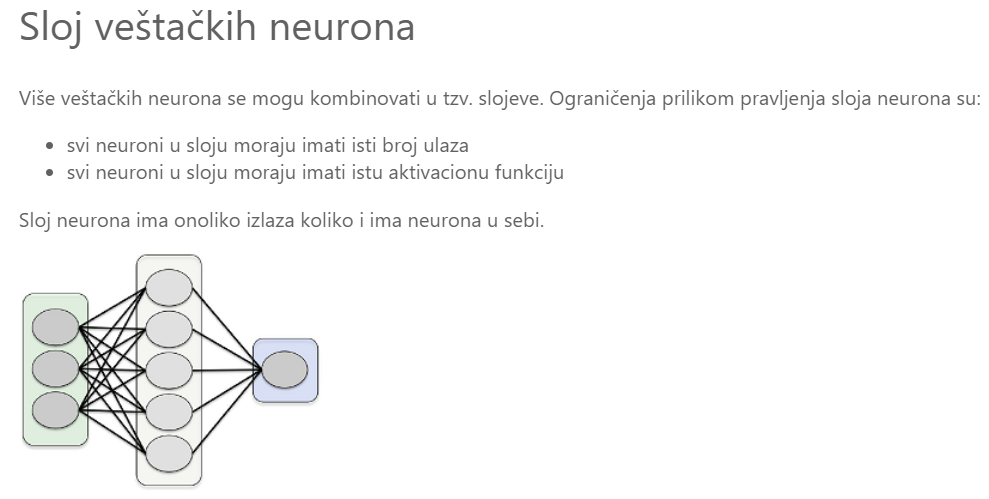 Sloj veštačkih neurona
Više veštačkih neurona se mogu kombinovati u tzv. slojeve. Ograničenja prilikom pravljenja sloja neurona su:
• svi neuroni u sloju moraju imati isti broj ulaza
• svi neuroni u sloju moraju imati istu aktivacionu funkciju
Sloj neurona ima onoliko izlaza koliko i ima neurona u sebi.